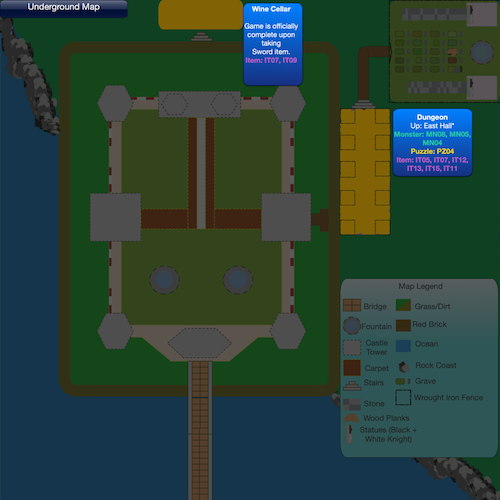 Underground Map
Wine Cellar
Game is officially
complete upon
taking
Sword item.
Item: IT07, IT09
Dungeon
Up: East Hall*
Monster: MN08, MN05,
MN04
Puzzle: PZ04
Item: IT05, IT07, IT12,
IT13, IT15, IT11
Map Legend
Bridge
Grass/Dirt
Fountain
Red Brick
Castle
Tower
Ocean
Carpet
Rock Coast
Stairs
Grave
Stone
Wrought Iron Fence
Wood Planks
Statues (Black +
White Knight)